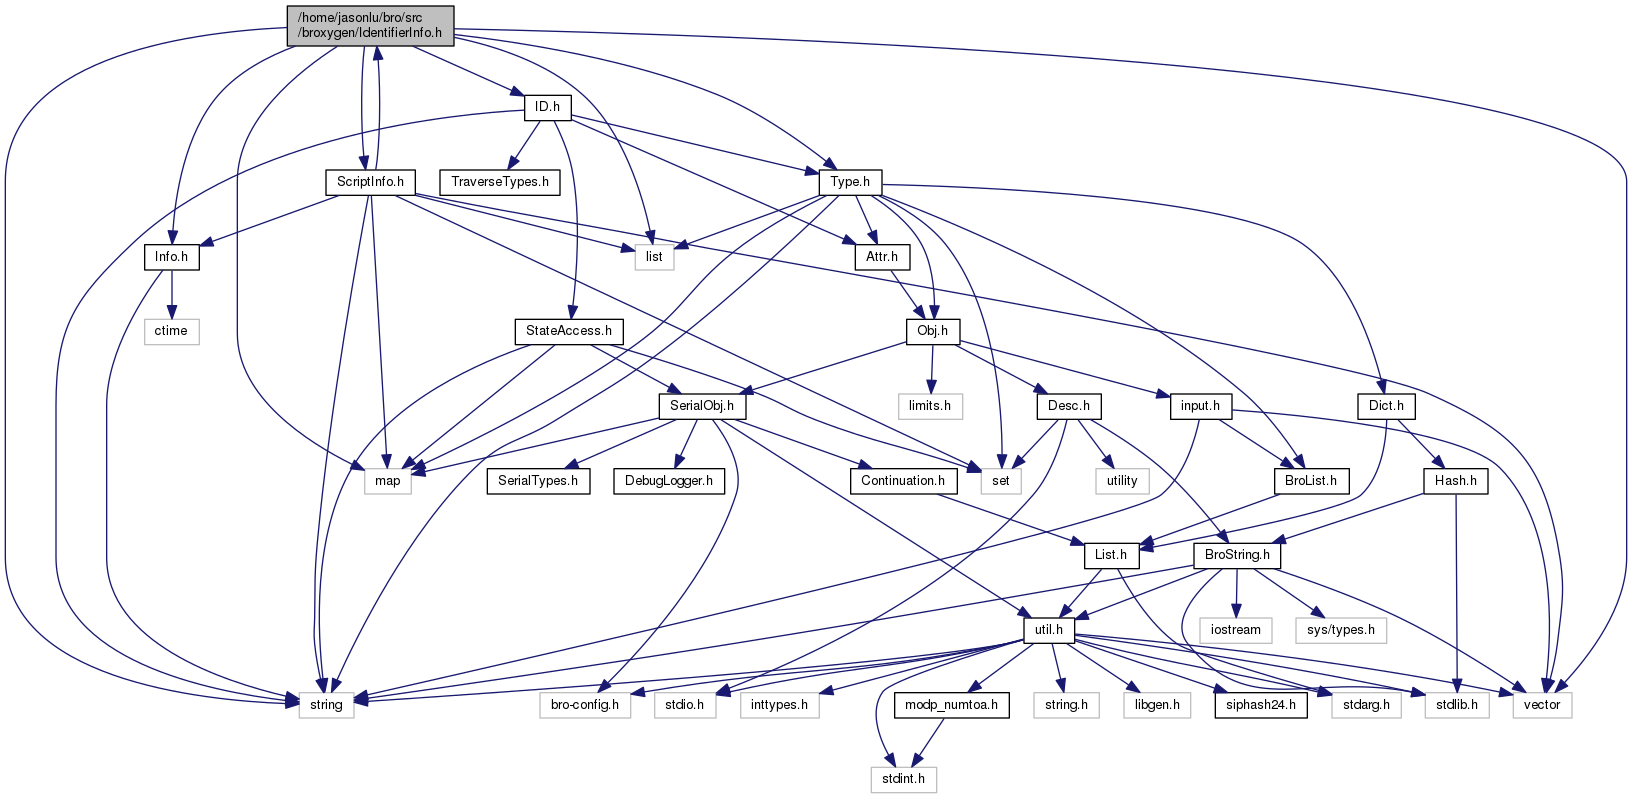 /home/jasonlu/bro/src
/broxygen/IdentifierInfo.h
ID.h
ScriptInfo.h
TraverseTypes.h
Type.h
Info.h
list
Attr.h
ctime
StateAccess.h
Obj.h
SerialObj.h
limits.h
Desc.h
input.h
Dict.h
map
SerialTypes.h
DebugLogger.h
Continuation.h
set
utility
BroList.h
Hash.h
List.h
BroString.h
util.h
iostream
sys/types.h
string
bro-config.h
stdio.h
inttypes.h
modp_numtoa.h
string.h
libgen.h
siphash24.h
stdarg.h
stdlib.h
vector
stdint.h